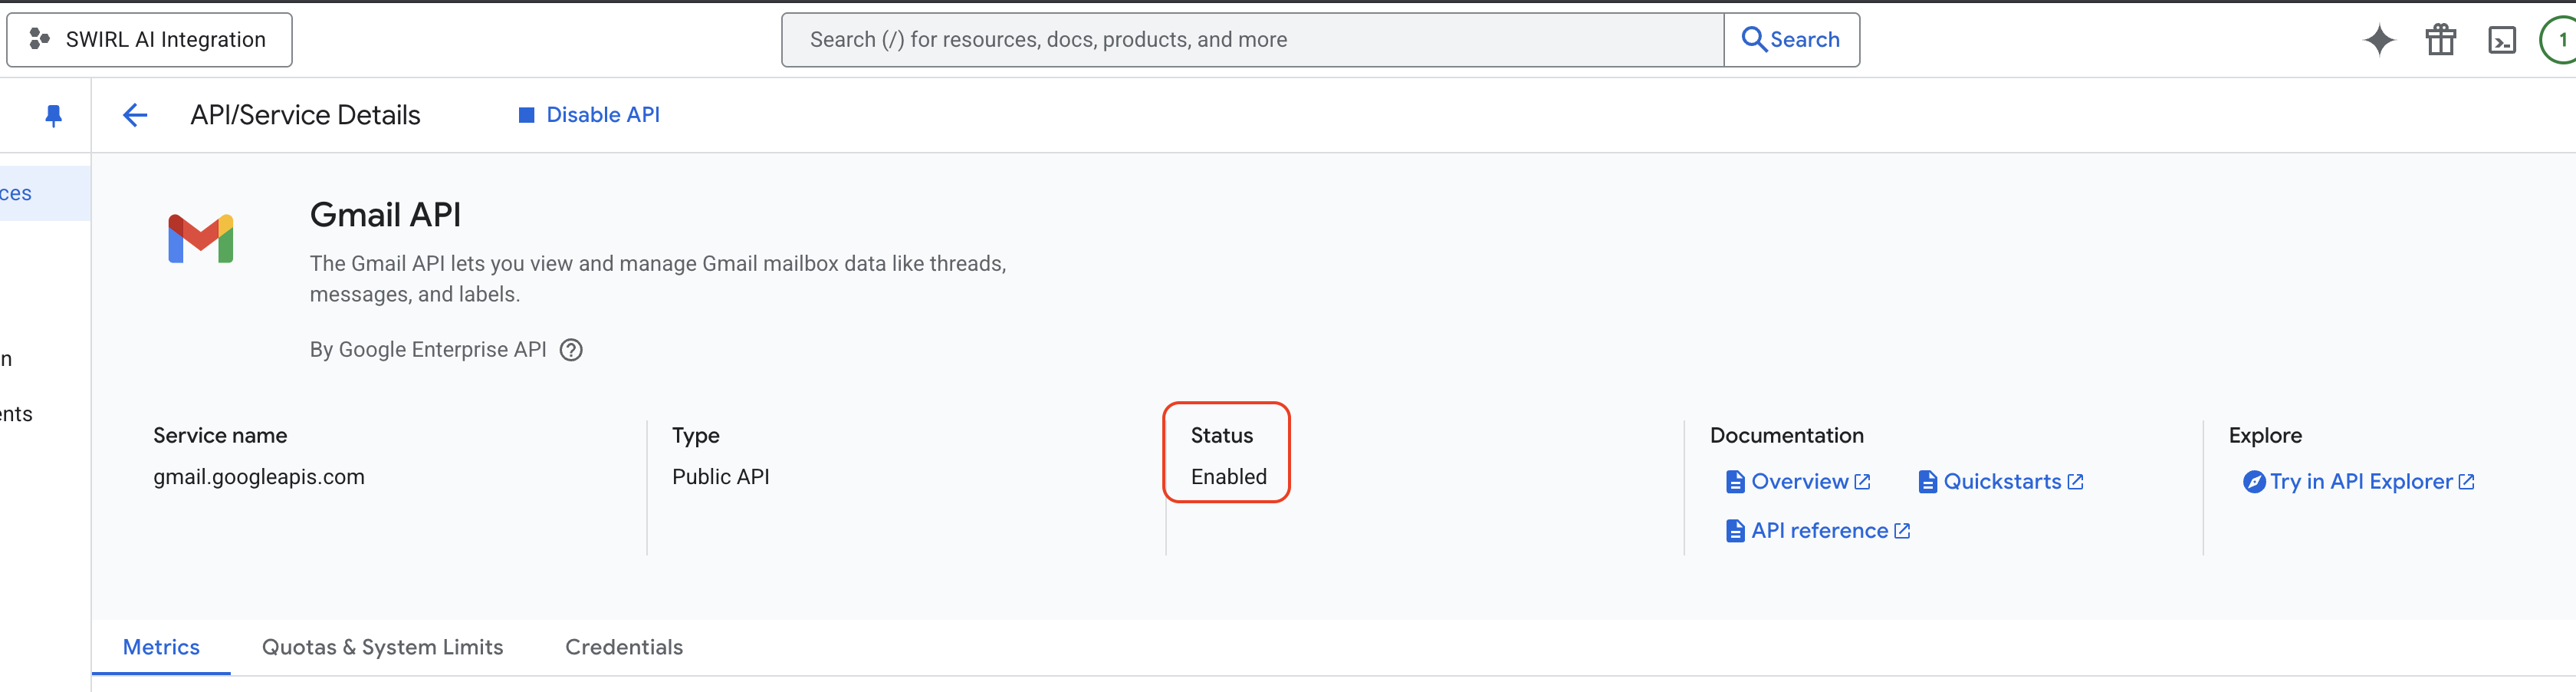 SWIRL AI Integration
Search (/) for resources, docs, products, and more
Search
1
API/Service Details
Disable API
ces
n
ents
Gmail API
The Gmail API lets you view and manage Gmail mailbox data like threads,
messages, and labels.
By Google Enterprise API
Service name
gmail.googleapis.com
Type
Public API
Status
Enabled
Documentation
Overview
Quickstarts
API reference
Explore
Try in API Explorer
Metrics
Quotas & System Limits
Credentials